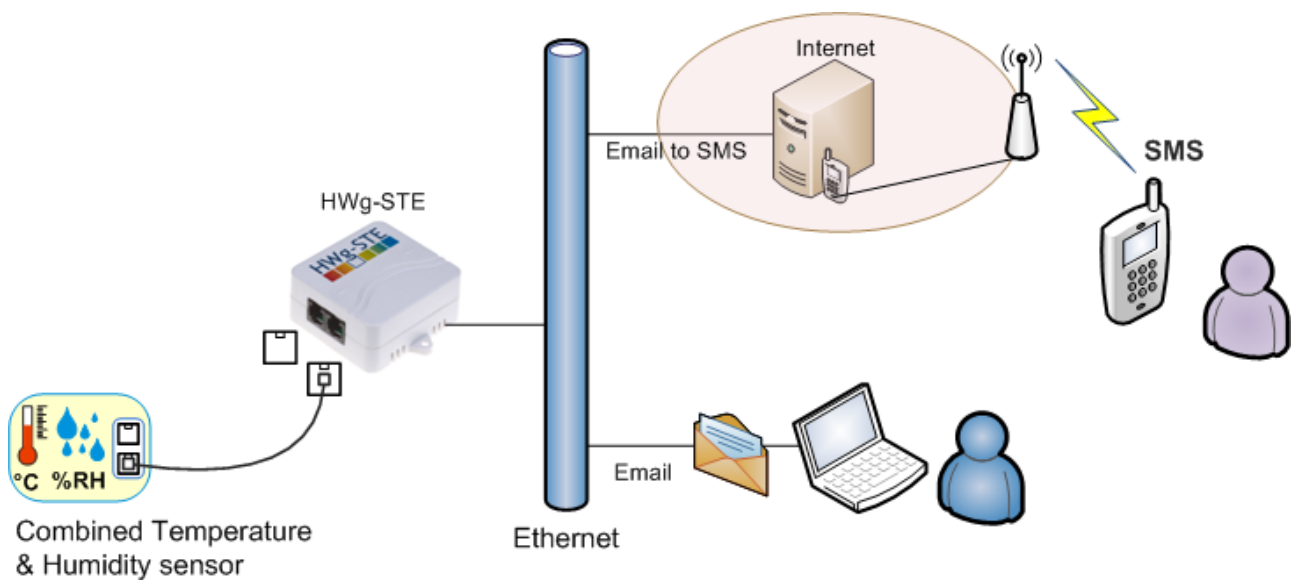 Internet
Email to SMS
SMS
HWg-STE
HWg-STE
°C %RH
Combined Temperature
& Humidity sensor
Email
Ethernet